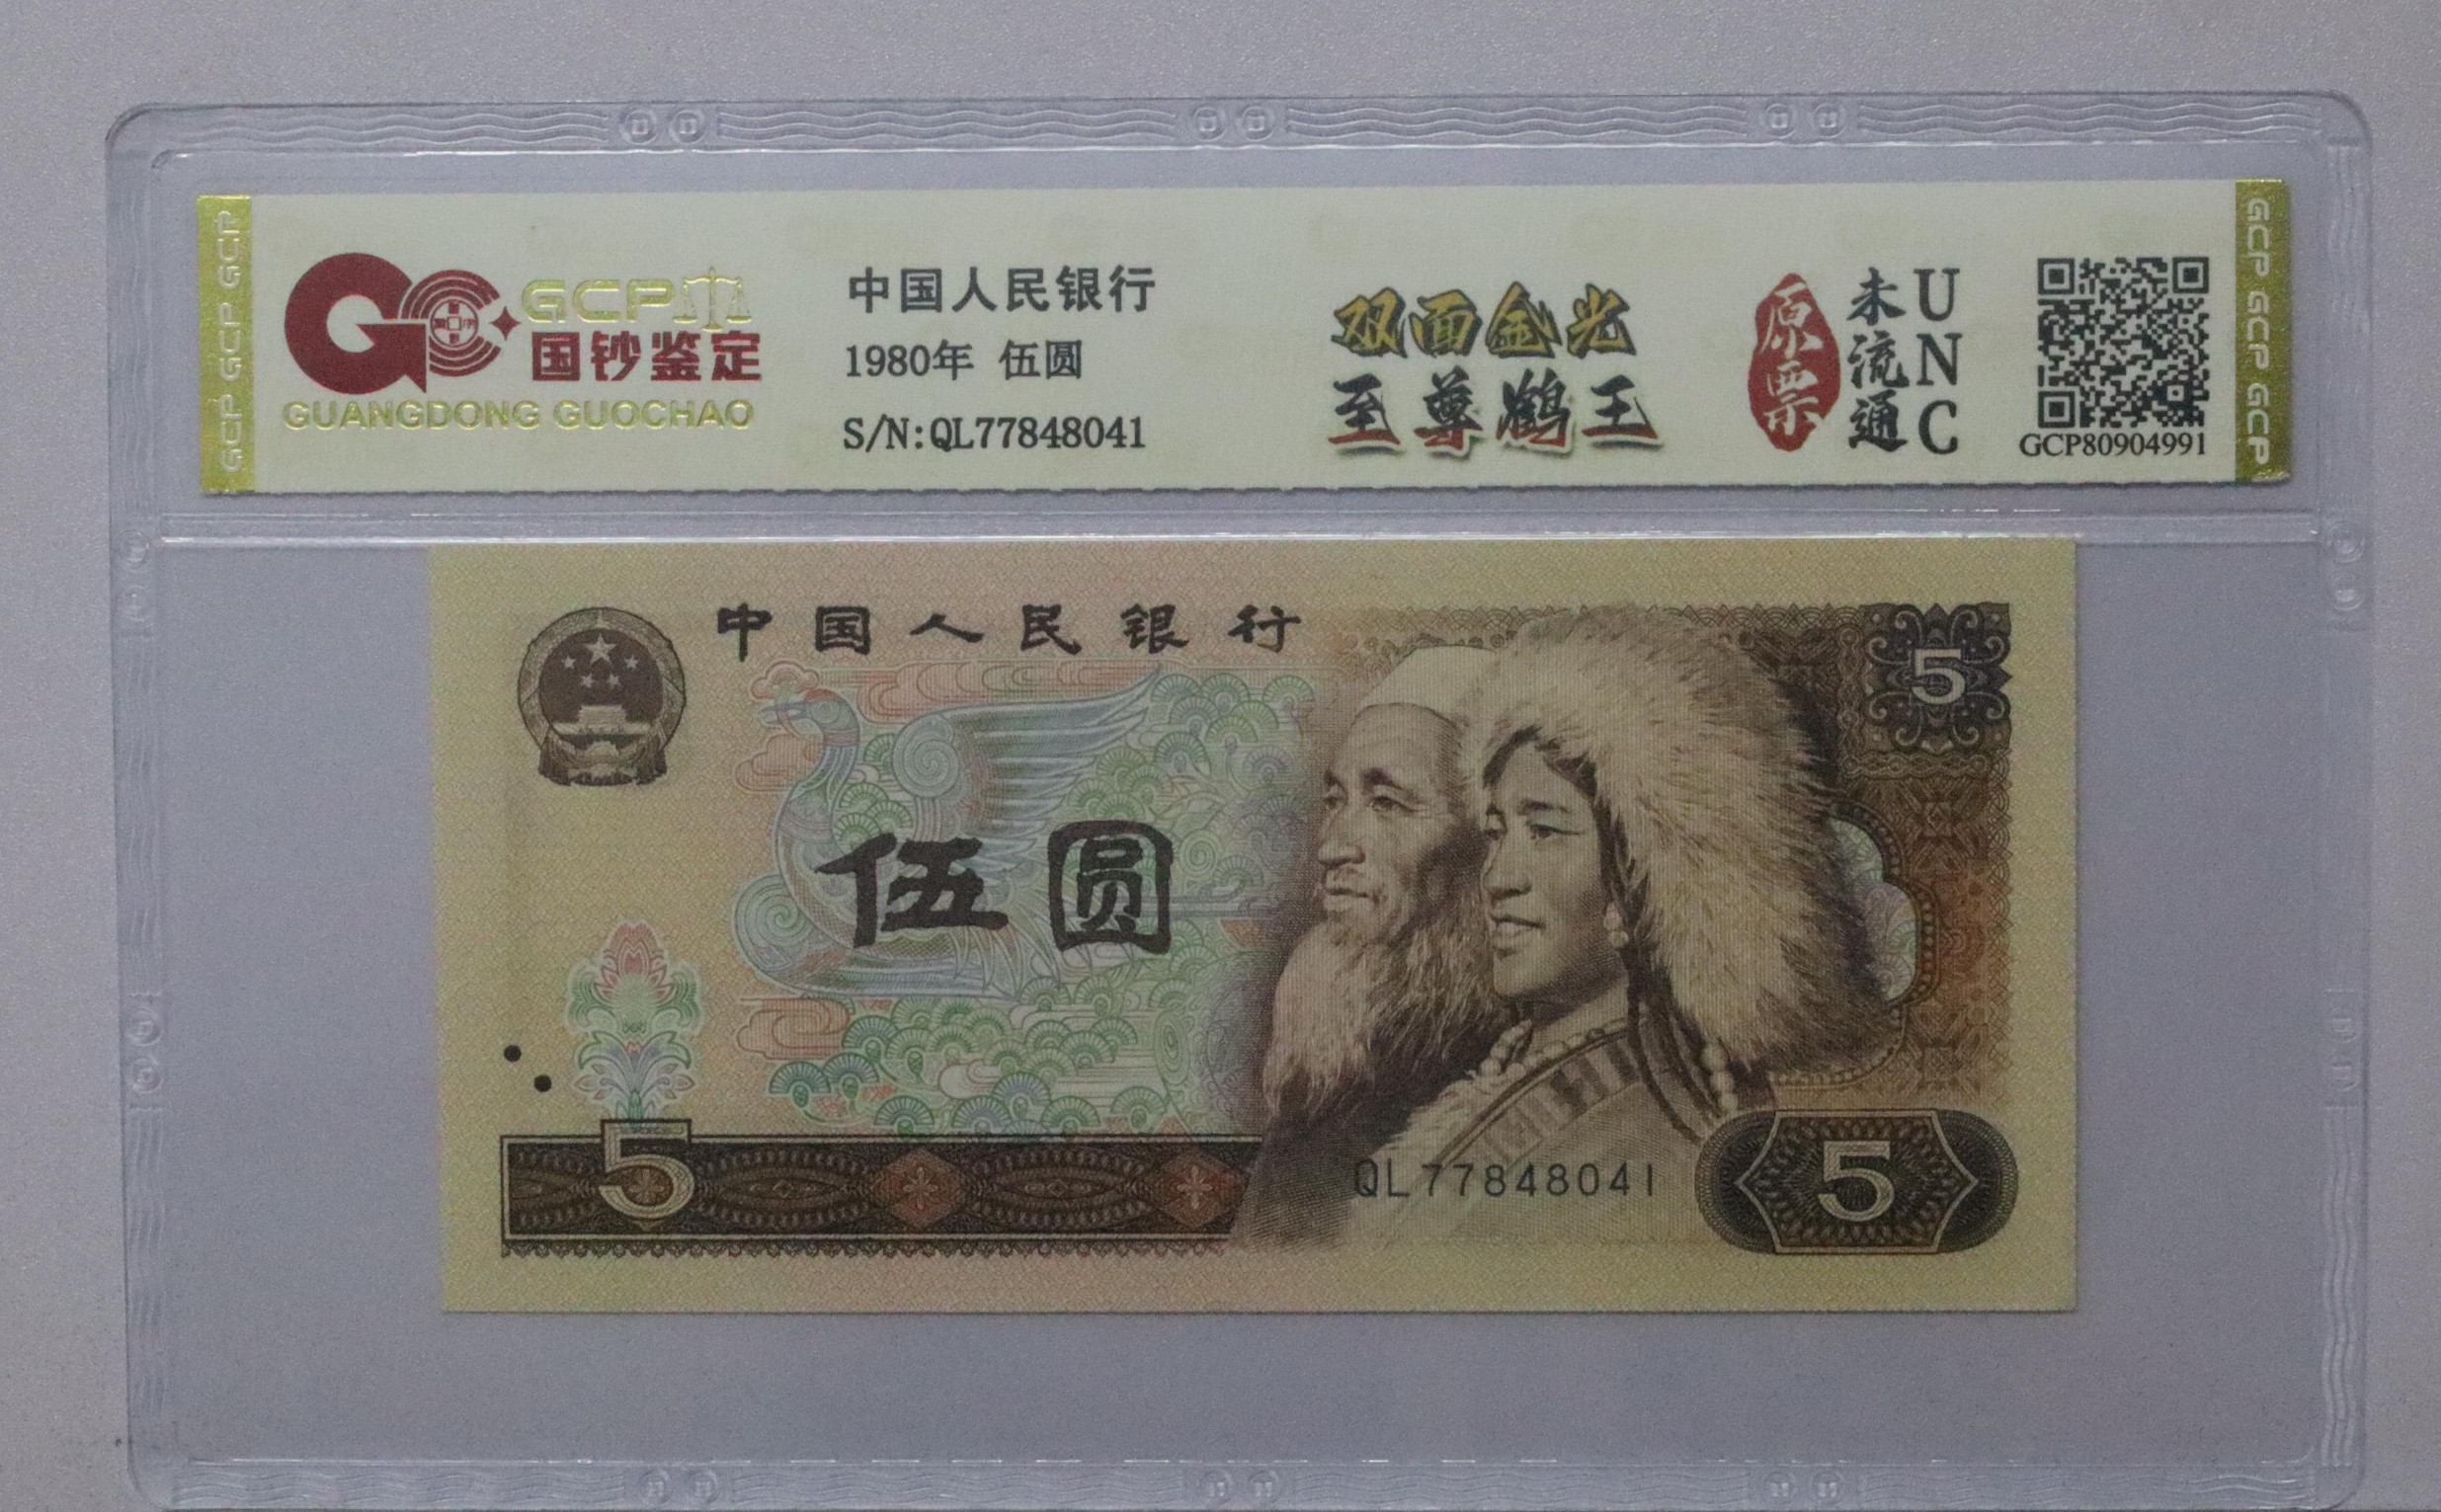 GCP GCP GCP
GCP
国钞鉴定
GUANGDONG GUOCHAO
中国人民银行
1980年 伍圆
S/N:QL77848041
双面金光
至尊鹤王
原票
未流通
UNC
GCP80904991
GCP GCP GCP
中国人民银行
5
伍圆
5
QL77848041
5